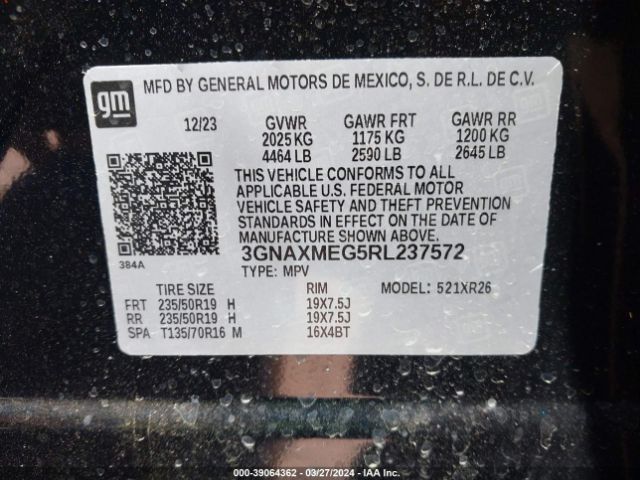 gm
MFD BY GENERAL MOTORS DE MEXICO, S. DE R.L. DE C.V.
12/23 GVWR GAWR FRT GAWR RR
2025 KG 1175 KG 1200 KG
4464 LB 2590 LB 2645 LB
THIS VEHICLE CONFORMS TO ALL
APPLICABLE U.S. FEDERAL MOTOR
VEHICLE SAFETY AND THEFT PREVENTION
STANDARDS IN EFFECT ON THE DATE OF
MANUFACTURE SHOWN ABOVE.
384A 3GNAXMEG5RL237572
TYPE: MPV
TIRE SIZE RIM MODEL: 521XR26
FRT 235/50R19 H 19X7.5J
RR 235/50R19 H 19X7.5J
SPA T135/70R16 M 16X4BT
000-39064362 — 03/27/2024 — IAAI.COM